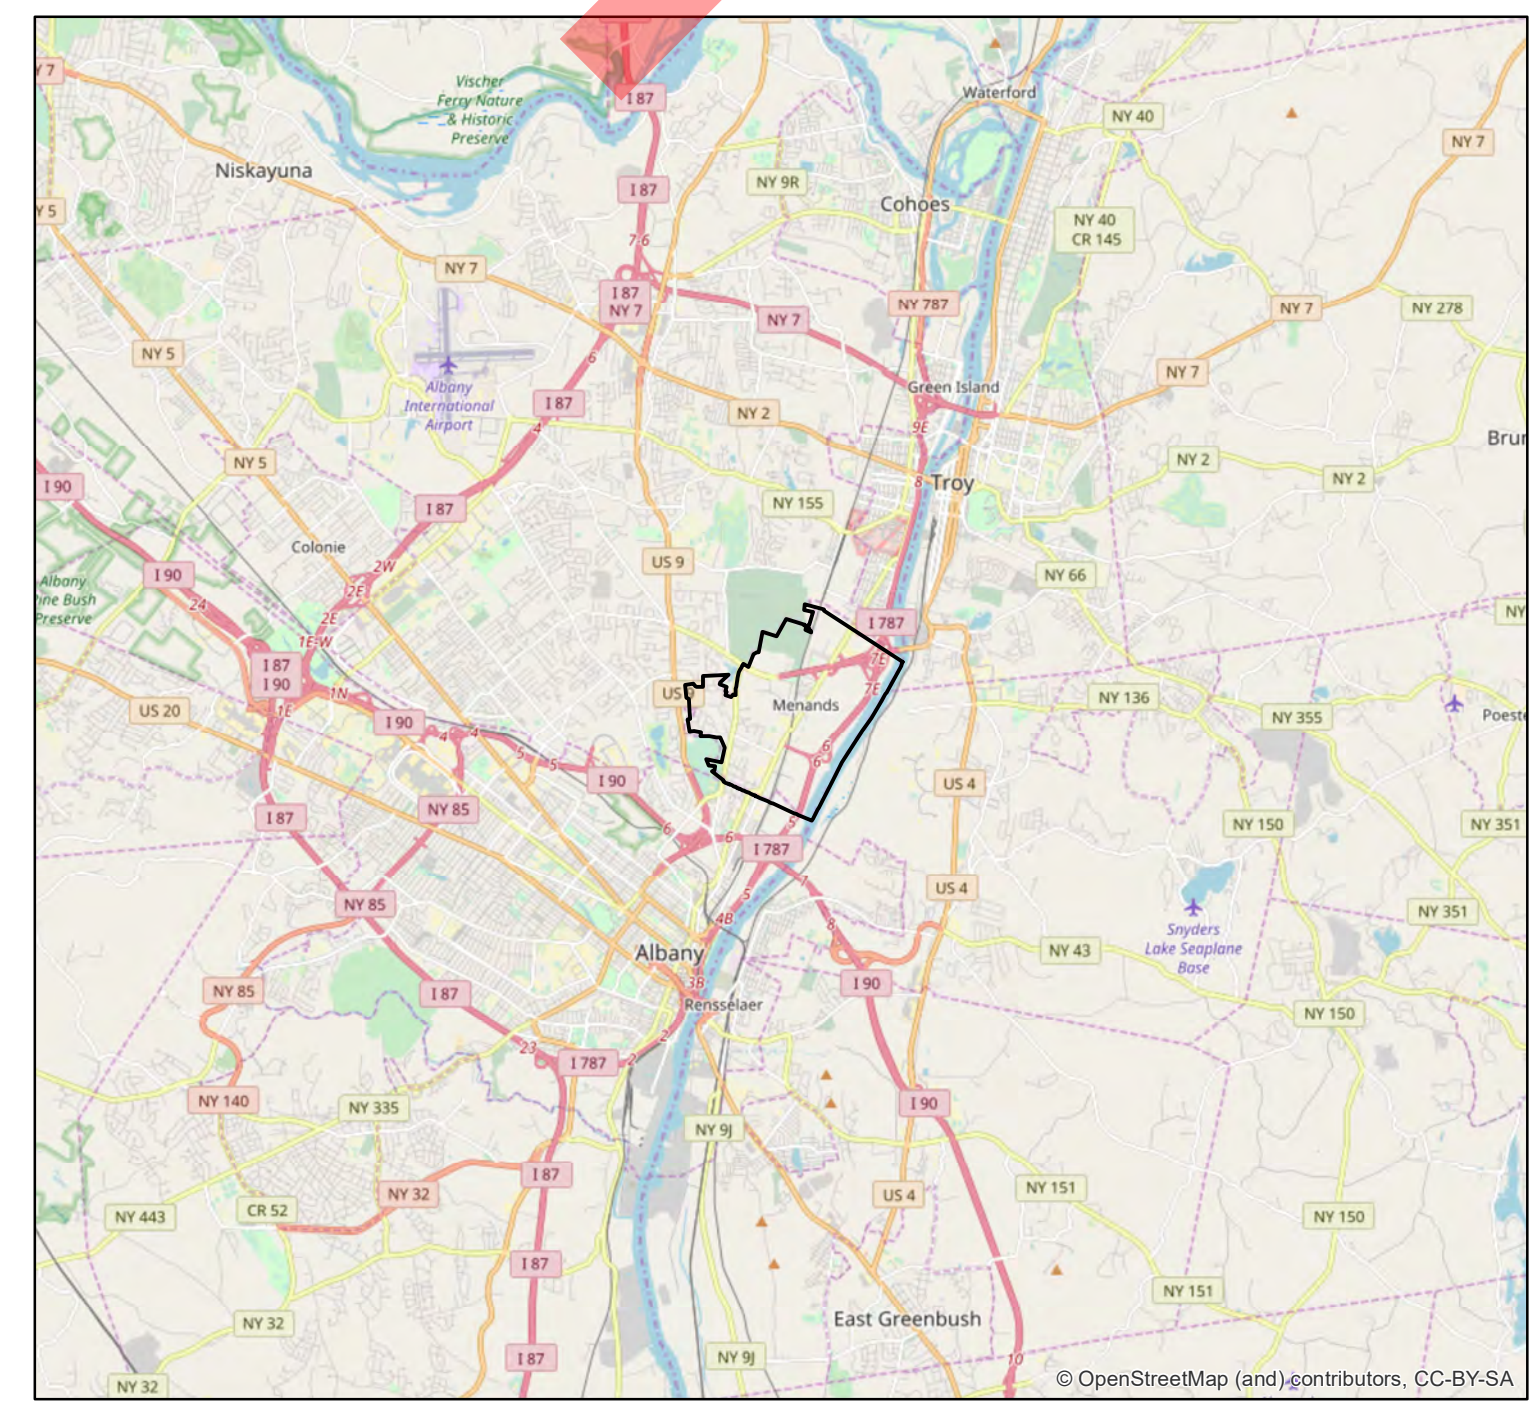 Y 7
Vischer
Ferry Nature
& Historic
Preserve
I 87
Waterford
NY 40
NY 7
Niskayuna
I 87
NY 9R
Y 5
Cohoes
NY 40
CR 145
7-6
NY 7
I 87
NY 7
NY 7
NY 787
NY 7
NY 278
NY 5
6
Albany
International
Airport
I 87
4
NY 2
Green Island
9E
NY 7
NY 5
I 90
I 87
NY 155
8
Troy
NY 2
NY 2
Brun
Colonie
2W
2E
2E
1E-W
US 9
NY 66
I 90
24
Albany
ine Bush
Preserve
NY
I 787
7E
7E
I 87
I 90
1N
1E
US 20
I 90
4
4
5
5
US 9
Menands
6
6
NY 136
NY 355
Poeste
I 90
US 4
NY 85
I 87
6
6
5
I 787
NY 150
NY 351
NY 85
5
4B
7
8
US 4
NY 351
Snyders
Lake Seaplane
Base
Albany
3B
Rensselaer
NY 43
I 90
NY 85
I 87
NY 150
23
I 787
2
2
NY 140
NY 335
NY 9J
I 90
NY 32
I 87
US 4
NY 151
NY 443
CR 52
NY 150
I 87
NY 151
NY 32
East Greenbush
I 87
NY 9J
10
NY 32
© OpenStreetMap (and) contributors, CC-BY-SA